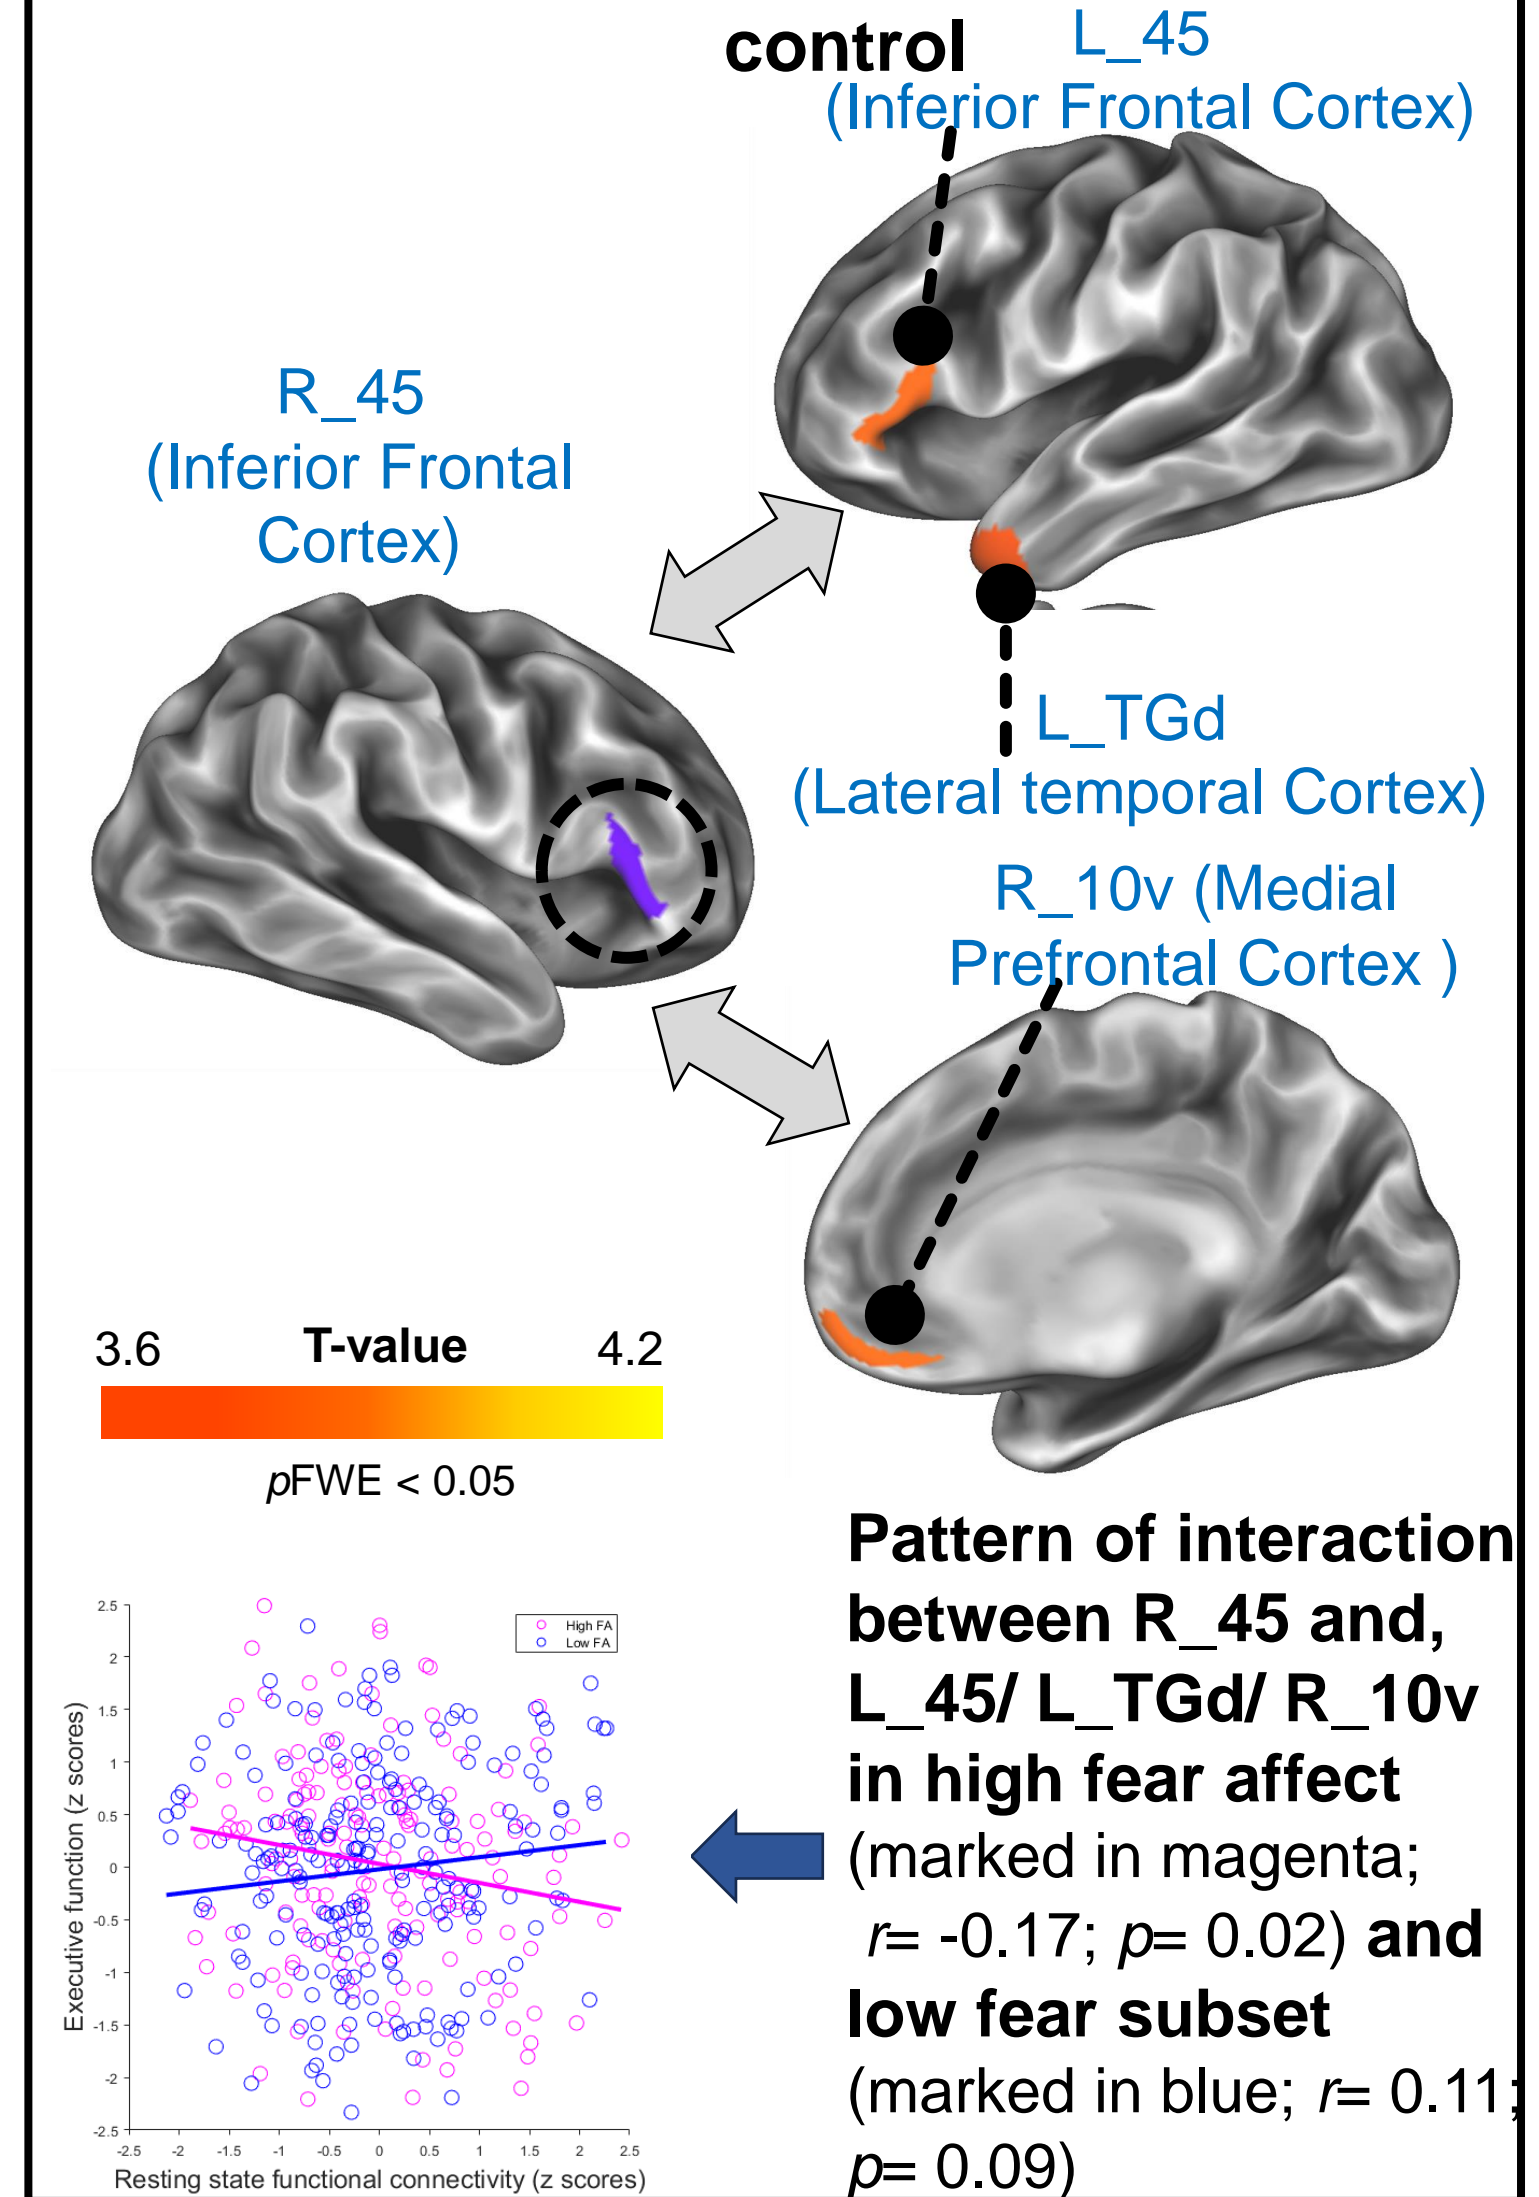 control
L_45
(Inferior Frontal Cortex)
R_45
(Inferior Frontal
Cortex)
L_TGd
(Lateral temporal Cortex)
R_10v (Medial
Prefrontal Cortex )
3.6 T-value 4.2
pFWE < 0.05
Pattern of interaction
between R_45 and,
L_45/ L_TGd/ R_10v
in high fear affect
(marked in magenta;
r= -0.17; p= 0.02) and
low fear subset
(marked in blue; r= 0.11;
p= 0.09)
High FA
Low FA
Executive function (z scores)
2.5
2
1.5
1
0.5
0
-0.5
-1
-1.5
-2
-2.5
-2.5 -2 -1.5 -1 -0.5 0 0.5 1 1.5 2 2.5
Resting state functional connectivity (z scores)